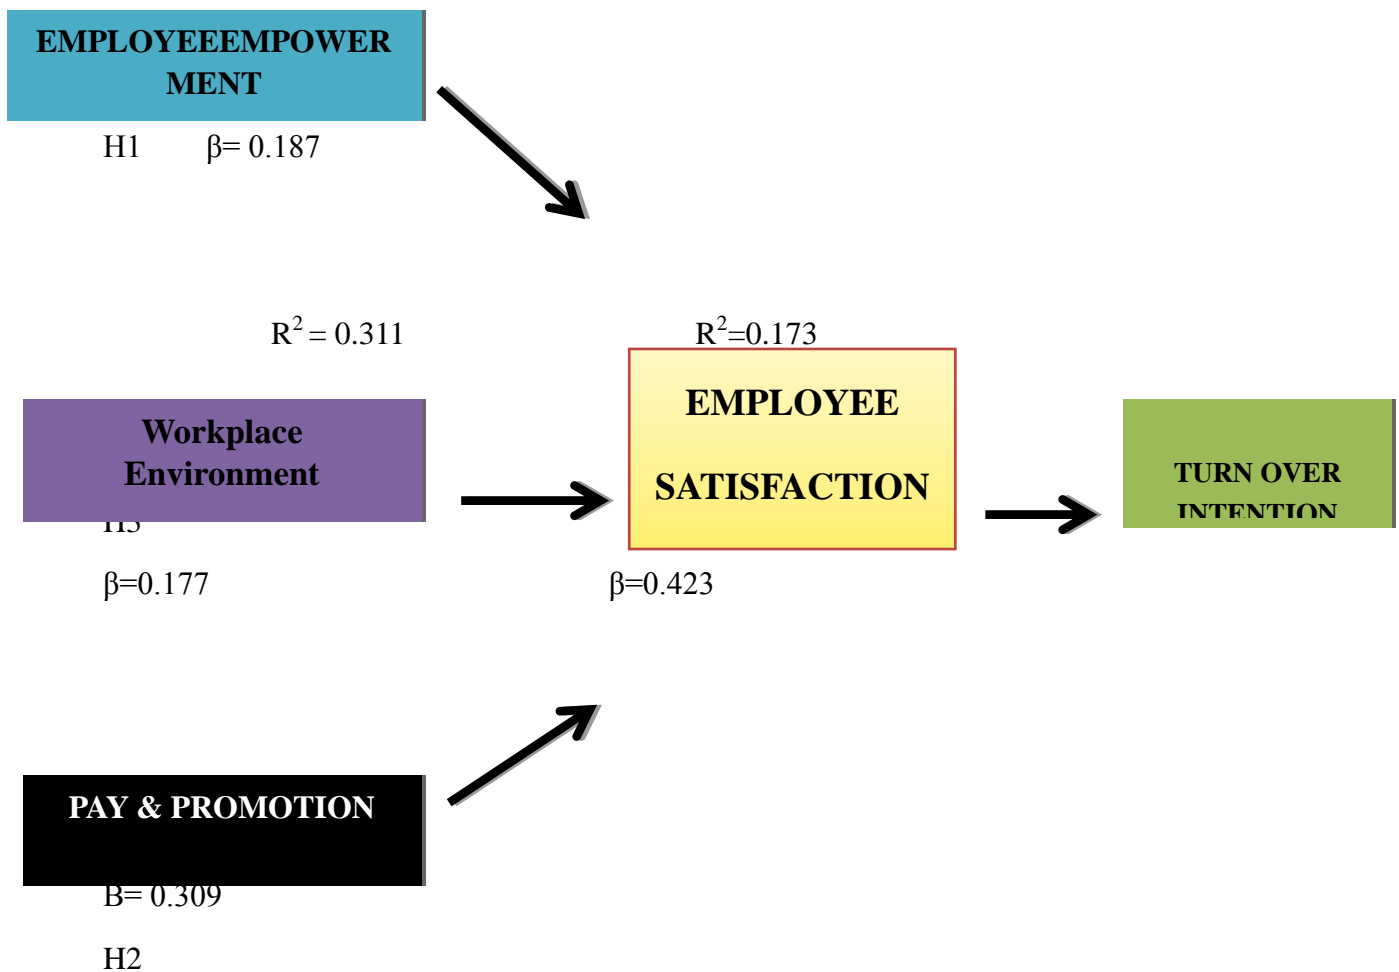 EMPLOYEEEMPOWER
MENT
H1 β= 0.187
R² = 0.311
R²=0.173
EMPLOYEE
SATISFACTION
Workplace
Environment
TURN OVER
INTENTION
β=0.177
β=0.423
PAY & PROMOTION
B= 0.309
H2